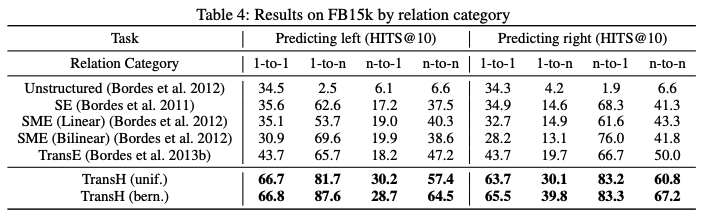 Table 4: Results on FB15k by relation category
Task Predicting left (HITS@10) Predicting right (HITS@10)
Relation Category 1-to-1 1-to-n n-to-1 n-to-n 1-to-1 1-to-n n-to-1 n-to-n
Unstructured (Bordes et al. 2012) 34.5 2.5 6.1 6.6 34.3 4.2 1.9 6.6
SE (Bordes et al. 2011) 35.6 62.6 17.2 37.5 34.9 14.6 68.3 41.3
SME (Linear) (Bordes et al. 2012) 35.1 53.7 19.0 40.3 32.7 14.9 61.6 43.3
SME (Bilinear) (Bordes et al. 2012) 30.9 69.6 19.9 38.6 28.2 13.1 76.0 41.8
TransE (Bordes et al. 2013b) 43.7 65.7 18.2 47.2 43.7 19.7 66.7 50.0
TransH (unif.) 66.7 81.7 30.2 57.4 63.7 30.1 83.2 60.8
TransH (bern.) 66.8 87.6 28.7 64.5 65.5 39.8 83.3 67.2